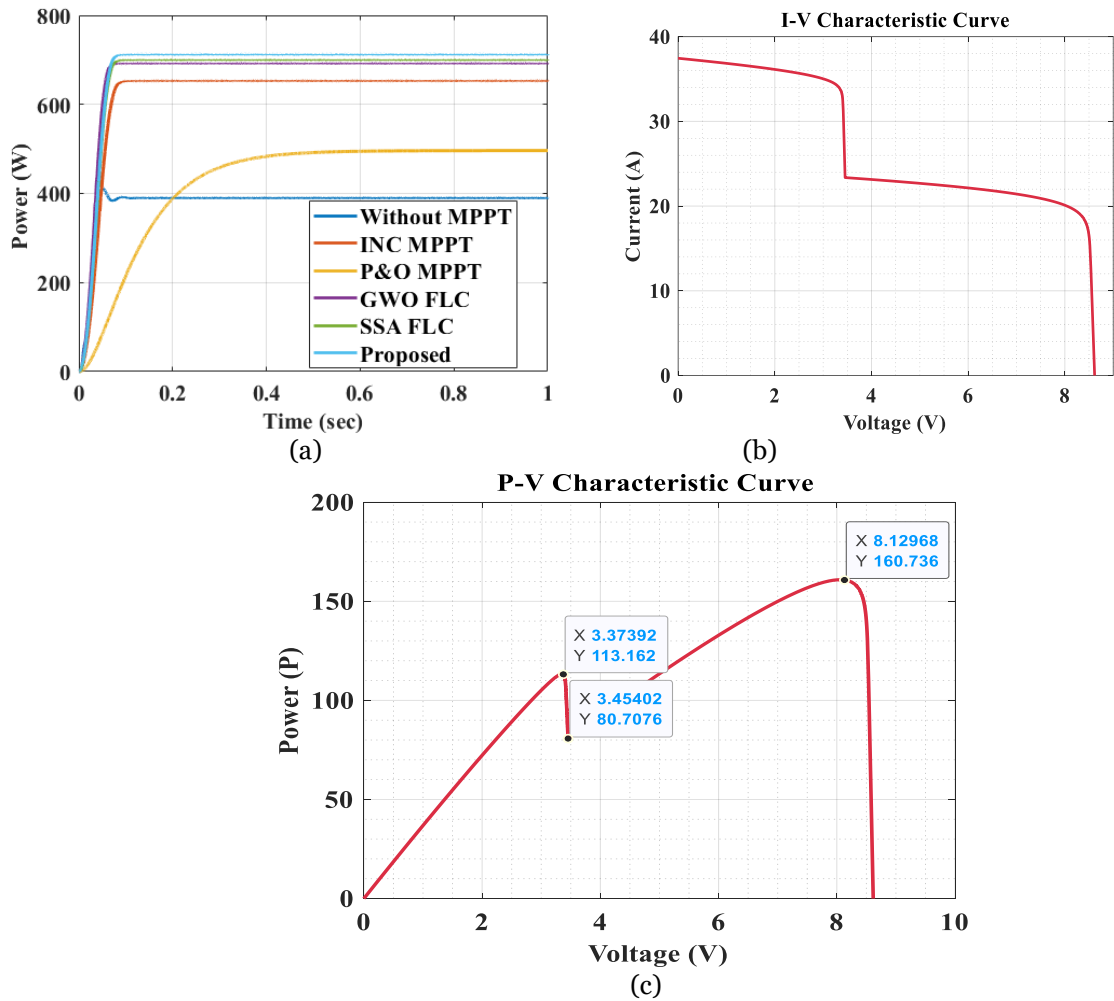 800
600
400
200
0
Power (W)
0
0.2
0.4
0.6
0.8
1
Time (sec)
Without MPPT
INC MPPT
P&O MPPT
GWO FLC
SSA FLC
Proposed
(a)
I-V Characteristic Curve
40
30
20
10
0
Current (A)
0
2
4
6
8
Voltage (V)
(b)
P-V Characteristic Curve
200
150
100
50
0
Power (P)
X 8.12968
Y 160.736
X 3.37392
Y 113.162
X 3.45402
Y 80.7076
0
2
4
6
8
10
Voltage (V)
(c)